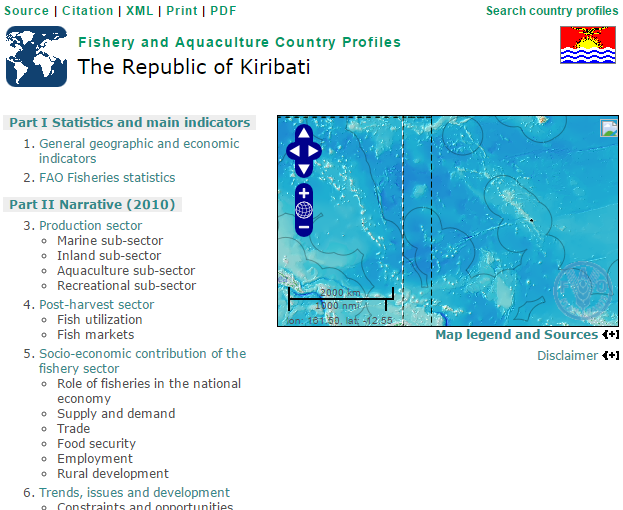 Source | Citation | XML | Print | PDF
Search country profiles
Fishery and Aquaculture Country Profiles
The Republic of Kiribati
Part I Statistics and main indicators
1. General geographic and economic
indicators
2. FAO Fisheries statistics
Part II Narrative (2010)
3. Production sector
Marine sub-sector
Inland sub-sector
Aquaculture sub-sector
Recreational sub-sector
4. Post-harvest sector
Fish utilization
Fish markets
5. Socio-economic contribution of the
fishery sector
Role of fisheries in the national
economy
Supply and demand
Trade
Food security
Employment
Rural development
6. Trends, issues and development
Constraints and opportunities
2000 km
1000 nmi
lon: 161.50, lat: -12.55
Map legend and Sources [+]
Disclaimer [+]